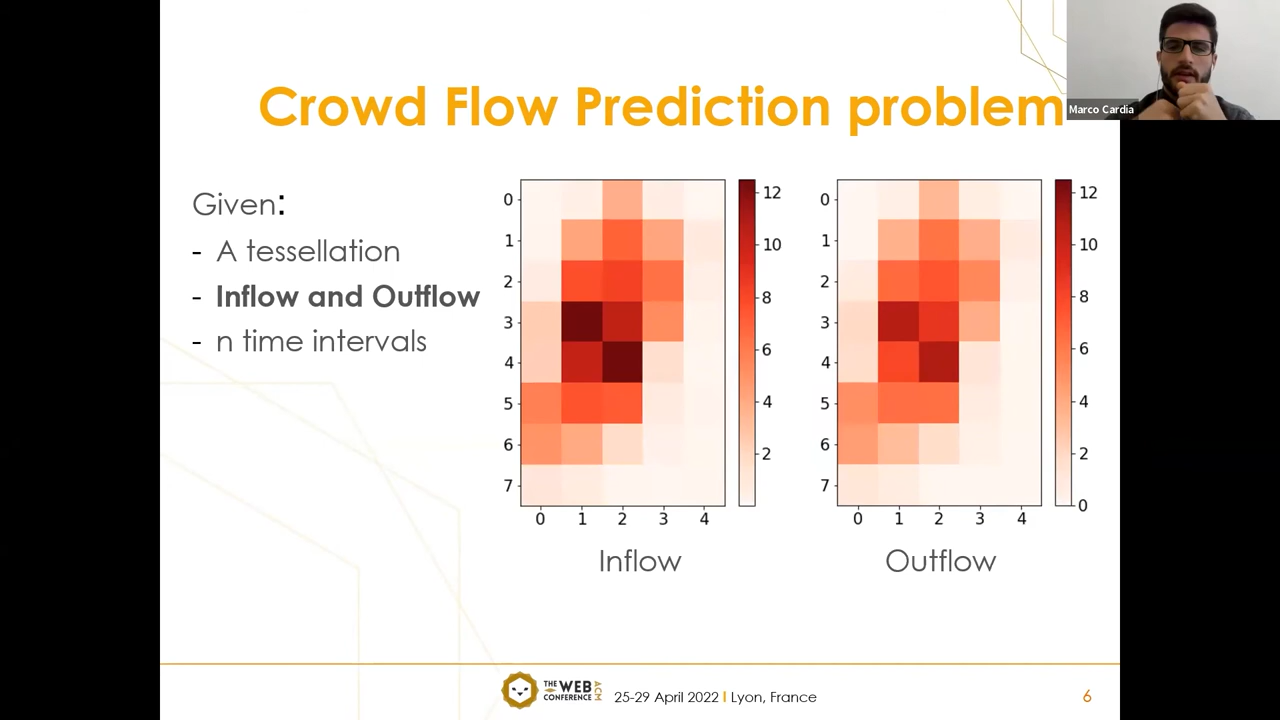 Crowd Flow Prediction problem
Marco Cardia
Given:
- A tessellation
- Inflow and Outflow
- n time intervals
0
1
2
3
4
5
6
7
0 1 2 3 4
12
10
8
6
4
2
Inflow
0
1
2
3
4
5
6
7
0 1 2 3 4
12
10
8
6
4
2
0
Outflow
THE WEB CONFERENCE ACM
25-29 April 2022 | Lyon, France
6